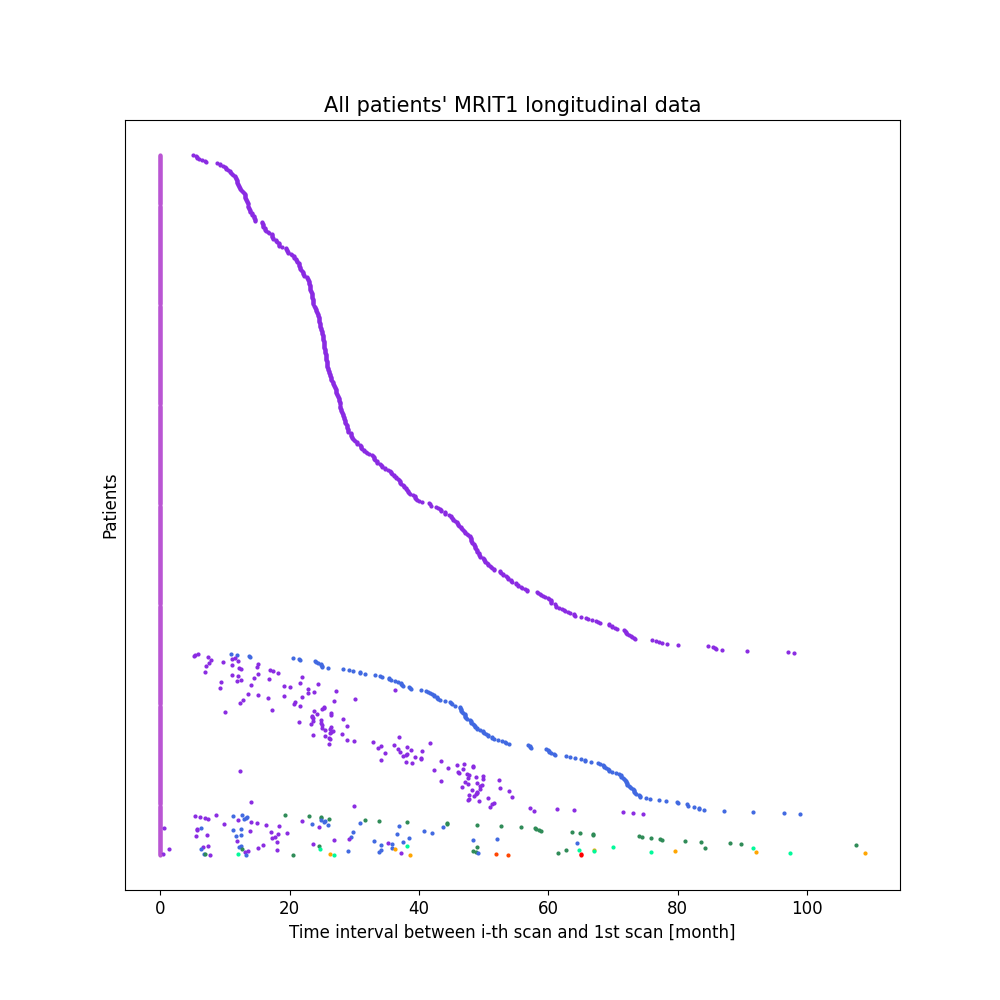 All patients' MRIT1 longitudinal data
Patients
0 20 40 60 80 100
Time interval between i-th scan and 1st scan [month]